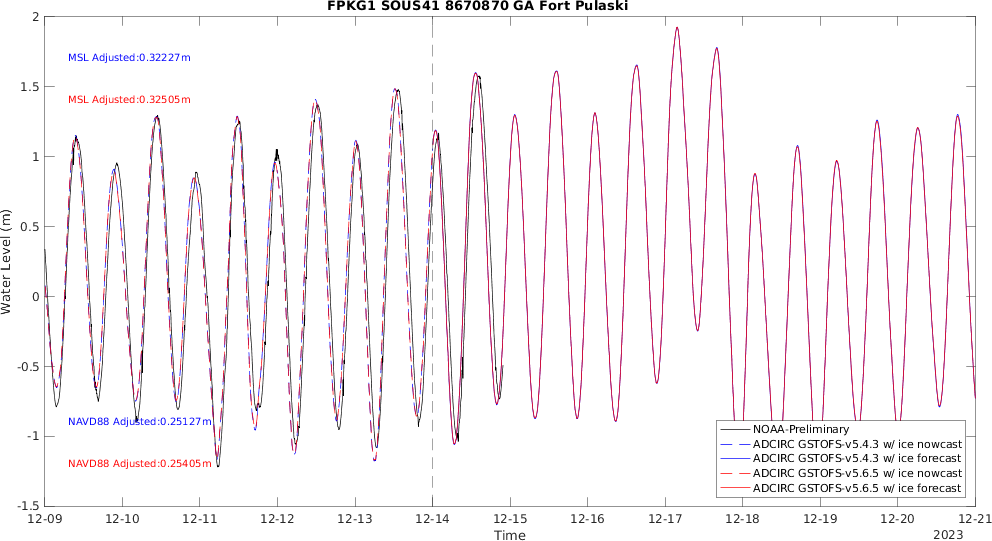 FPKG1 SOUS41 8670870 GA Fort Pulaski
2
1.5
1
0.5
0
-0.5
-1
-1.5
Water Level (m)
MSL Adjusted:0.32227m
MSL Adjusted:0.32505m
NAVD88 Adjusted:0.25127m
NAVD88 Adjusted:0.25405m
NOAA-Preliminary
ADCIRC GSTOFS-v5.4.3 w/ ice nowcast
ADCIRC GSTOFS-v5.4.3 w/ ice forecast
ADCIRC GSTOFS-v5.6.5 w/ ice nowcast
ADCIRC GSTOFS-v5.6.5 w/ ice forecast
12-09 12-10 12-11 12-12 12-13 12-14 12-15 12-16 12-17 12-18 12-19 12-20 12-21
Time
2023